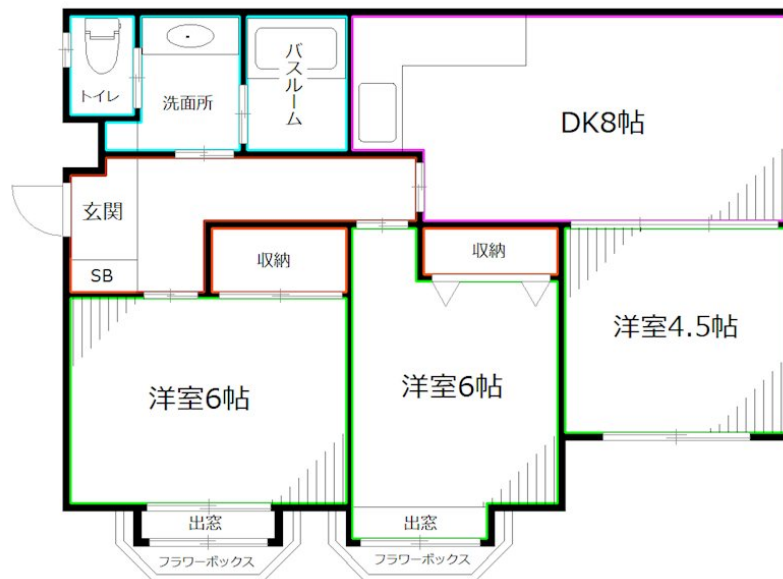 トイレ
洗面所
バスルーム
DK8帖
玄関
SB
収納
収納
洋室4.5帖
洋室6帖
洋室6帖
出窓
出窓
フラワーボックス
フラワーボックス